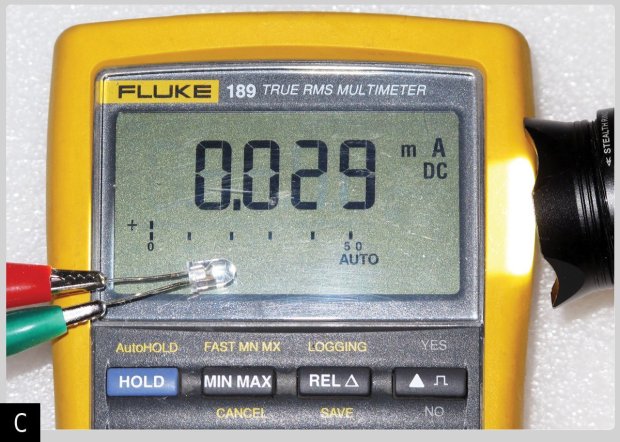 FLUKE 189 TRUE RMS MULTIMETER
0.029 m A
DC
+
0 50
AUTO
AutoHOLD FAST MN MX LOGGING YES
HOLD MIN MAX REL Δ ▲ ⎍
CANCEL SAVE NO
C